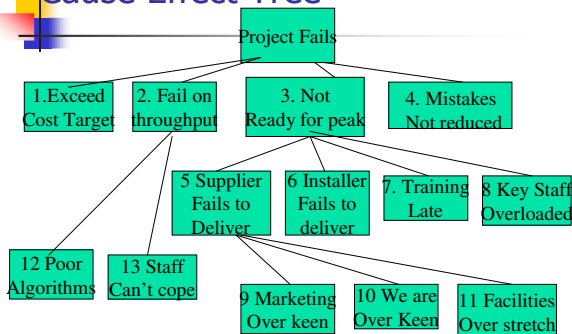 Cause Effect Tree
Project Fails
1.Exceed
Cost Target
2. Fail on
throughput
3. Not
Ready for peak
4. Mistakes
Not reduced
5 Supplier
Fails to
Deliver
6 Installer
Fails to
deliver
7. Training
Late
8 Key Staff
Overloaded
12 Poor
Algorithms
13 Staff
Can't cope
9 Marketing
Over keen
10 We are
Over Keen
11 Facilities
Over stretch